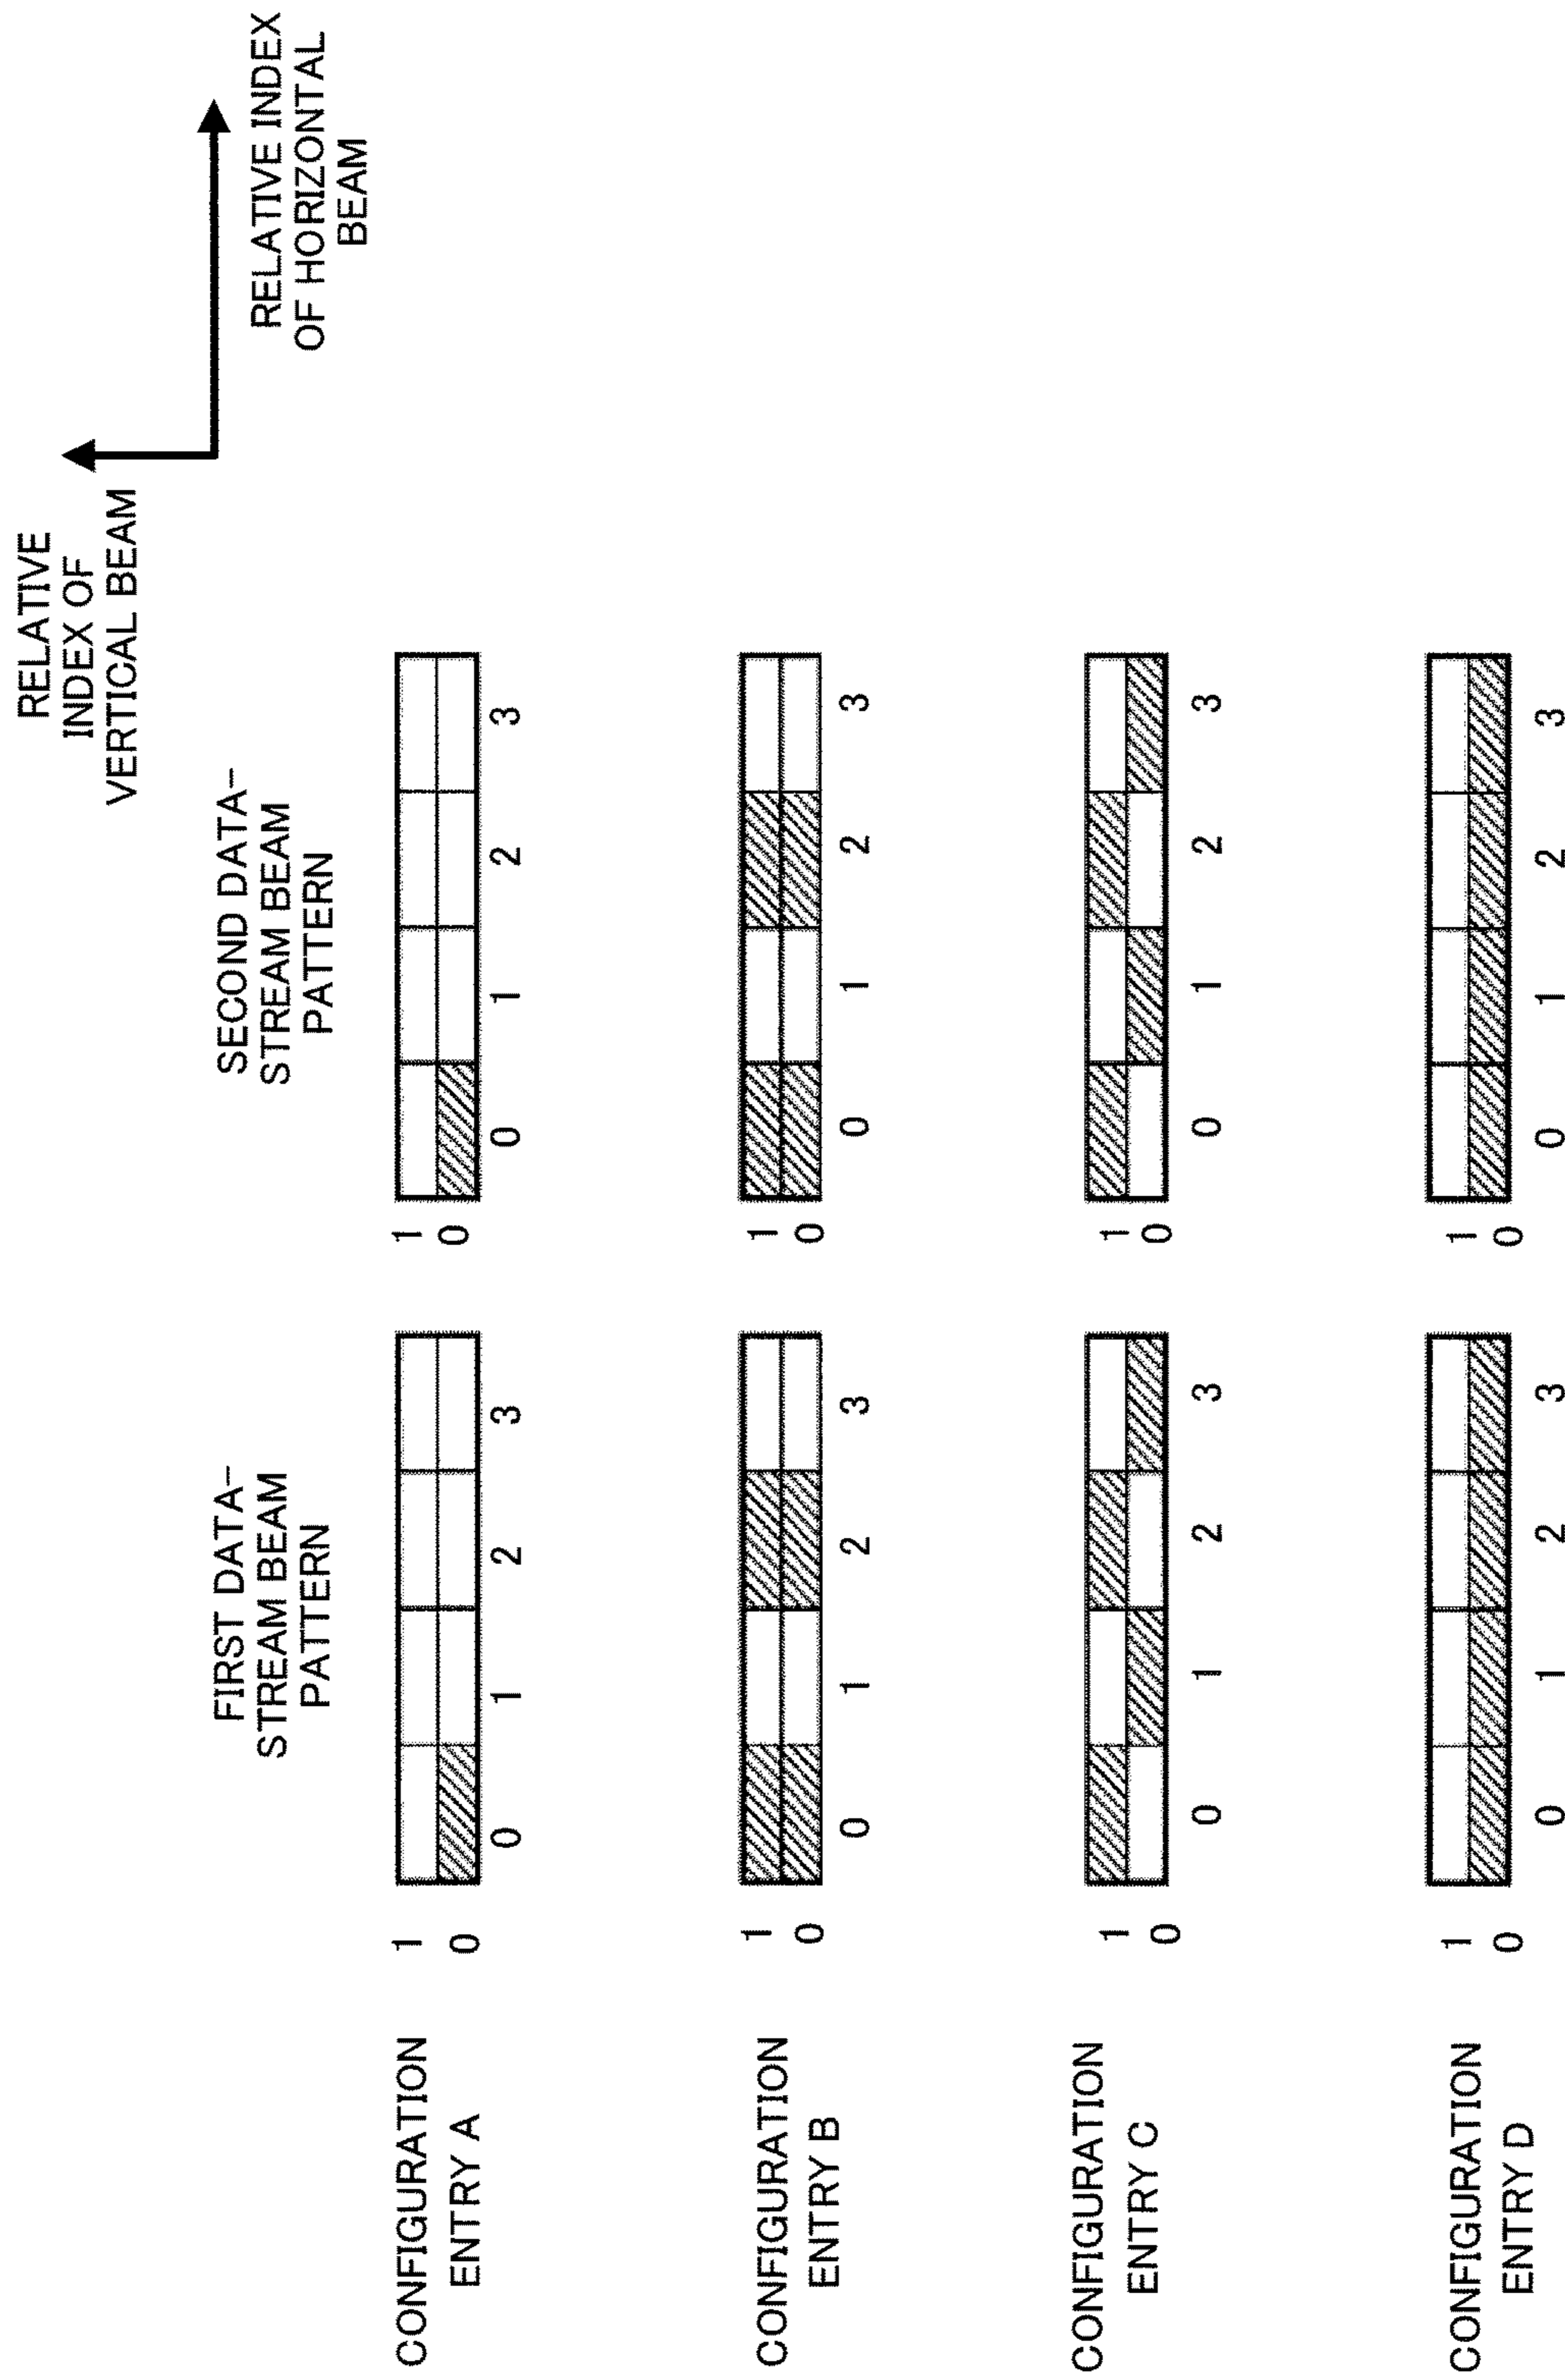 RELATIVE
INDEX OF
VERTICAL BEAM
RELATIVE INDEX
OF HORIZONTAL
BEAM
FIRST DATA-
STREAM BEAM
PATTERN
SECOND DATA-
STREAM BEAM
PATTERN
CONFIGURATION
ENTRY A
1
0
0 1 2 3
1
0
0 1 2 3
CONFIGURATION
ENTRY B
1
0
0 1 2 3
1
0
0 1 2 3
CONFIGURATION
ENTRY C
1
0
0 1 2 3
1
0
0 1 2 3
CONFIGURATION
ENTRY D
1
0
0 1 2 3
1
0
0 1 2 3